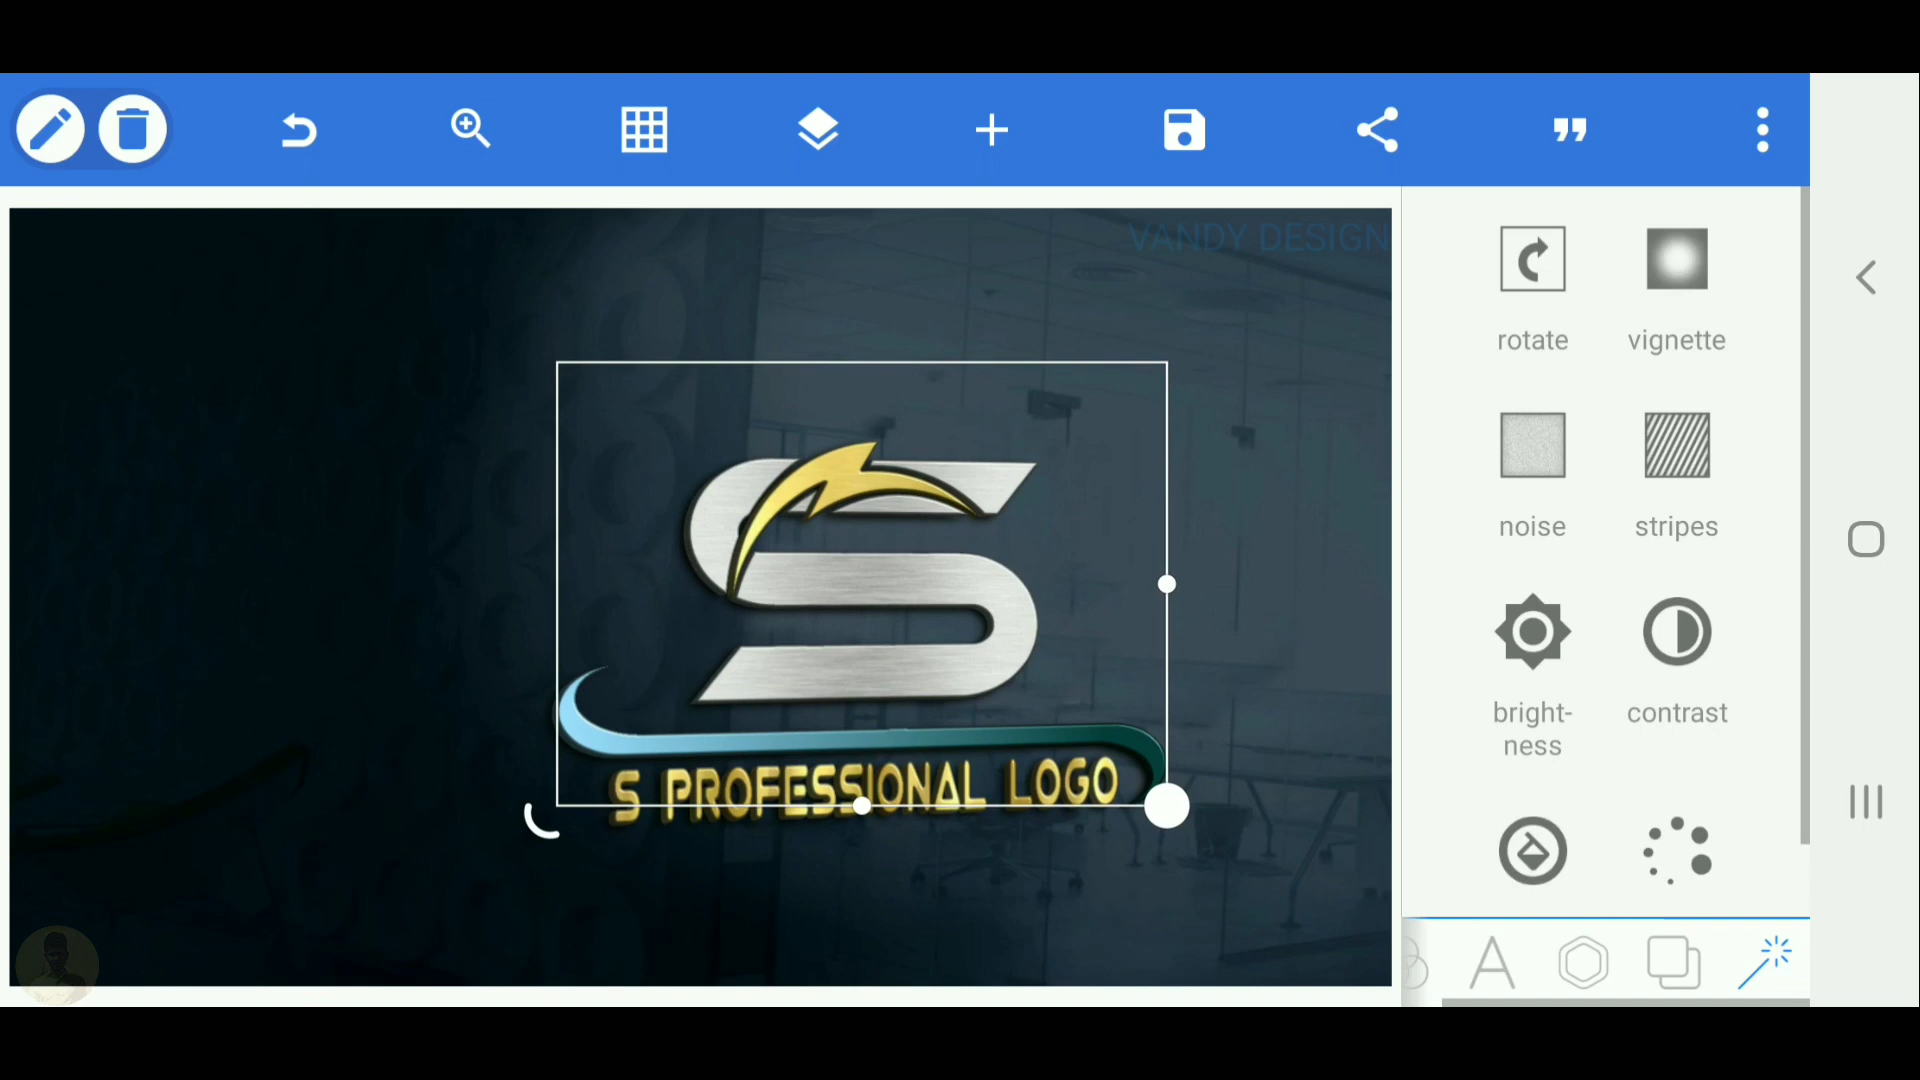 VANDY DESIGN
rotate
vignette
noise
stripes
bright-
ness
contrast
S PROFESSIONAL LOGO